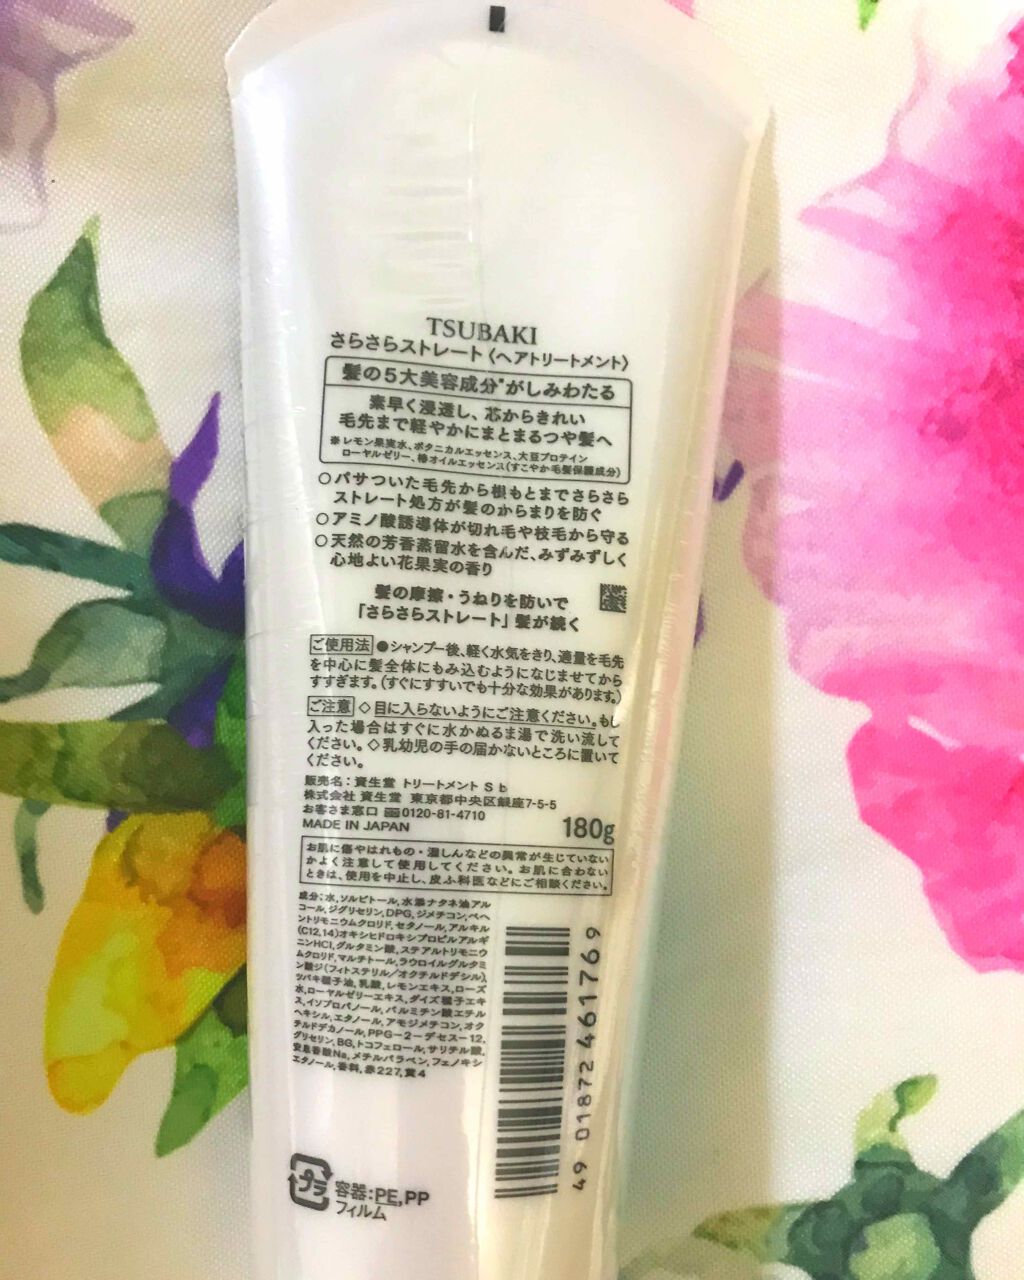 TSUBAKI
さらさらストレート〈ヘアトリートメント〉
髪の5大美容成分※がしみわたる
素早く浸透し、芯からきれい
毛先まで軽やかにまとまるつや髪へ
※レモン果実水、ボタニカルエッセンス、大豆プロテイン
ローヤルゼリー、椿オイルエッセンス(すこやか毛髪保護成分)
○パサついた毛先から根もとまでさらさら
ストレート処方が髪のからまりを防ぐ
○アミノ酸誘導体が切れ毛や枝毛から守る
○天然の芳香蒸留水を含んだ、みずみずしく
心地よい花果実の香り
髪の摩擦・うねりを防いで
「さらさらストレート」髪が続く
ご使用法 ●シャンプー後、軽く水気をきり、適量を毛先
を中心に髪全体にもみ込むようになじませてから
すすぎます。(すぐにすすいでも十分な効果があります。)
ご注意 ◇目に入らないようにご注意ください。もし
入った場合はすぐに水かぬるま湯で洗い流して
ください。◇乳幼児の手の届かないところに置いて
ください。
販売名:資生堂 トリートメント S b
株式会社 資生堂 東京都中央区銀座7-5-5
お客さま窓口 0120-81-4710
MADE IN JAPAN
180g
お肌に傷やはれもの・湿しんなどの異常が生じていない
かよく注意して使用してください。お肌に合わない
ときは、使用を中止し、皮ふ科医などにご相談ください。
成分:水,ソルビトール,水添ナタネ油アル
コール,ジグリセリン,DPG,ジメチコン,ベヘ
ントリモニウムクロリド,セタノール,アルキル
(C12,14)オキシヒドロキシプロピルアルギ
ニンHCl,グルタミン酸,ステアルトリモニウ
ムクロリド,マルチトール,ラウロイルグルタミ
ン酸ジ(フィトステリル/オクチルドデシル),
ツバキ種子油,乳酸,レモンエキス,ローズ
水,ローヤルゼリーエキス,ダイズ種子エキ
ス,イソプロパノール,パルミチン酸エチル
ヘキシル,エタノール,アモジメチコン,オク
チルドデカノール,PPG-2-デセス-12,
グリセリン,BG,トコフェロール,サリチル酸,
安息香酸Na,メチルパラベン,フェノキシ
エタノール,香料,赤227,黄4
49 01872 461769
プラ
容器:PE,PP
フィルム